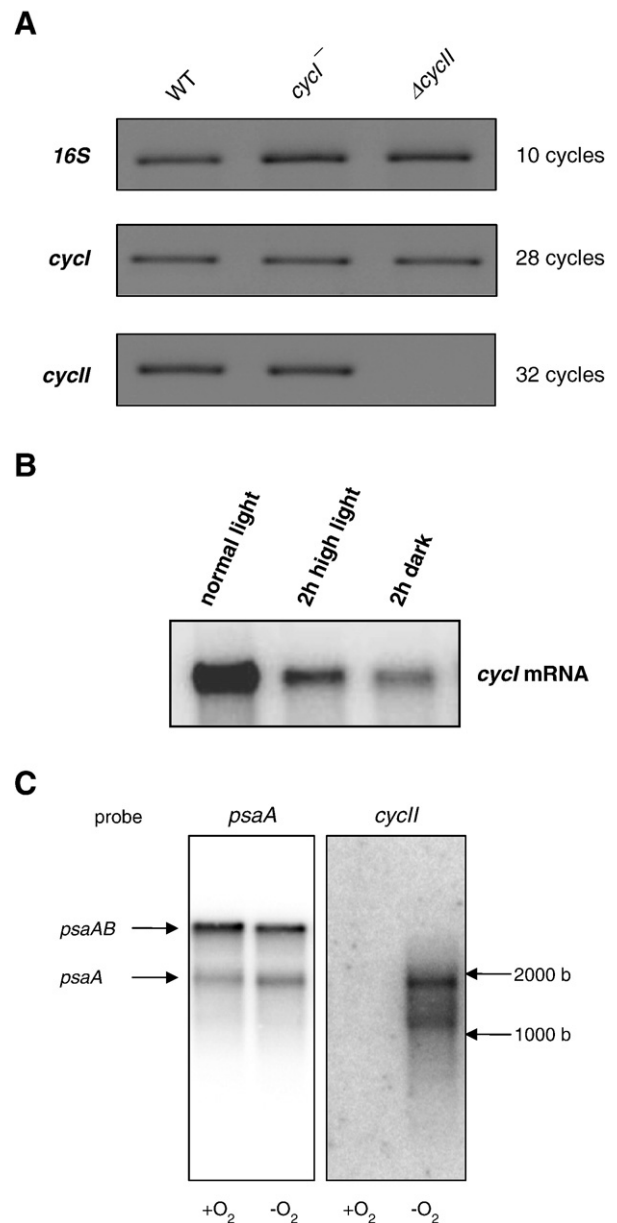 A
WT
cycI⁻
ΔcycII
16S
10 cycles
cycI
28 cycles
cycII
32 cycles
B
normal light
2h high light
2h dark
cycI mRNA
C
probe
psaA
cycII
psaAB
psaA
2000 b
1000 b
+O₂
-O₂
+O₂
-O₂